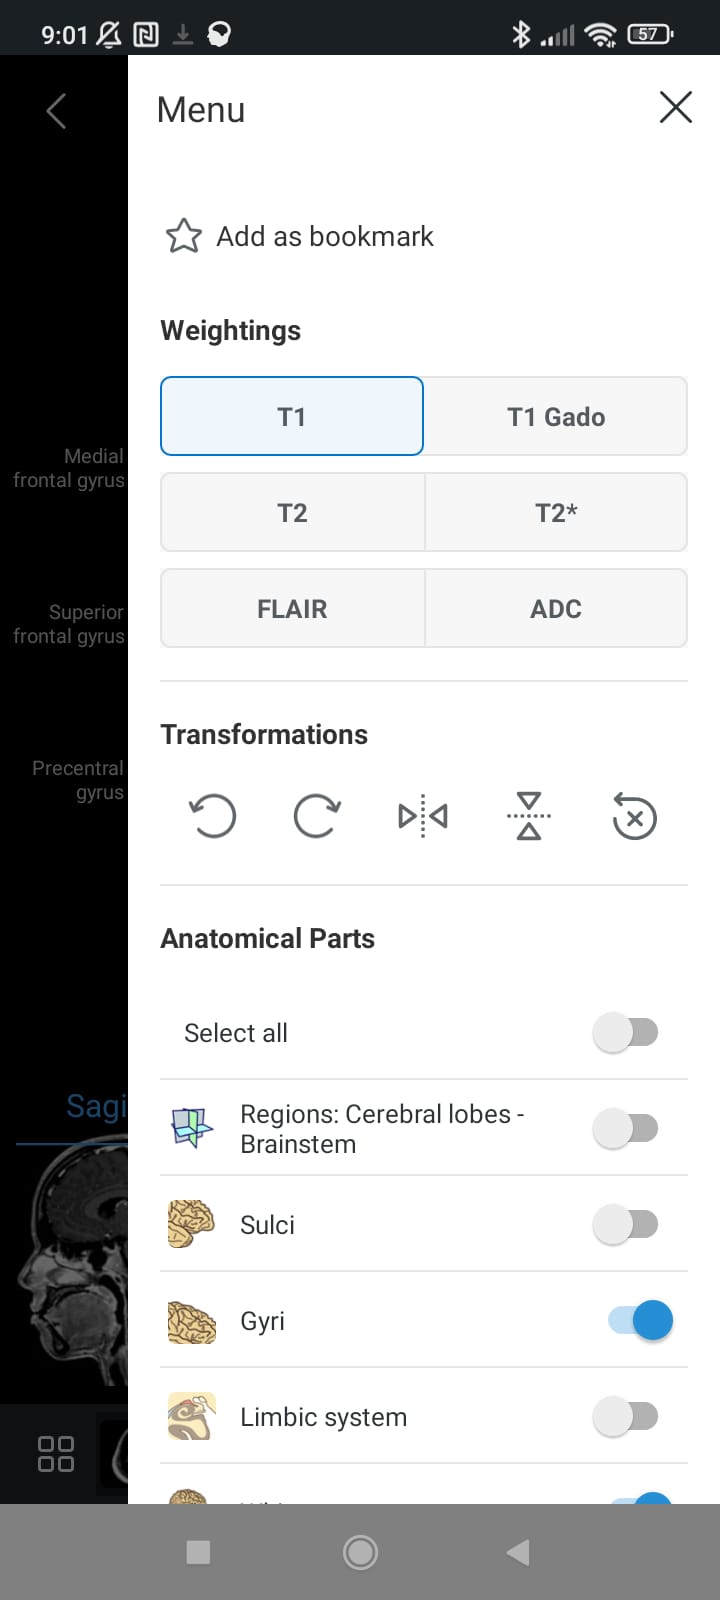 9:01
57
Menu
Add as bookmark
Weightings
T1
T1 Gado
T2
T2*
FLAIR
ADC
Transformations
Anatomical Parts
Select all
Regions: Cerebral lobes -
Brainstem
Sulci
Gyri
Limbic system
Medial
frontal gyrus
Superior
frontal gyrus
Precentral
gyrus
Sagi